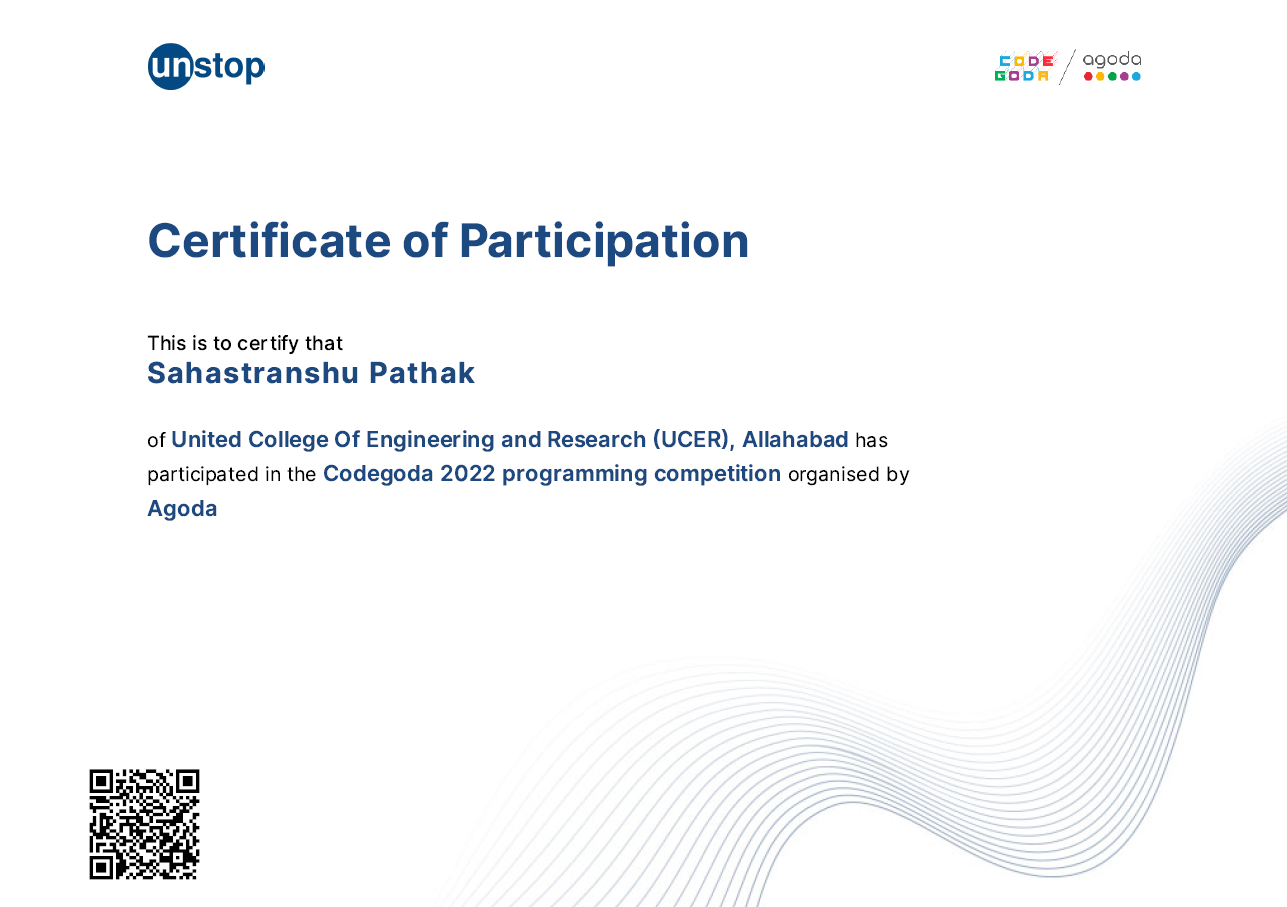 unstop
CODE GODA
agoda
Certificate of Participation
This is to certify that
Sahastranshu Pathak
of United College Of Engineering and Research (UCER), Allahabad has
participated in the Codegoda 2022 programming competition organised by
Agoda